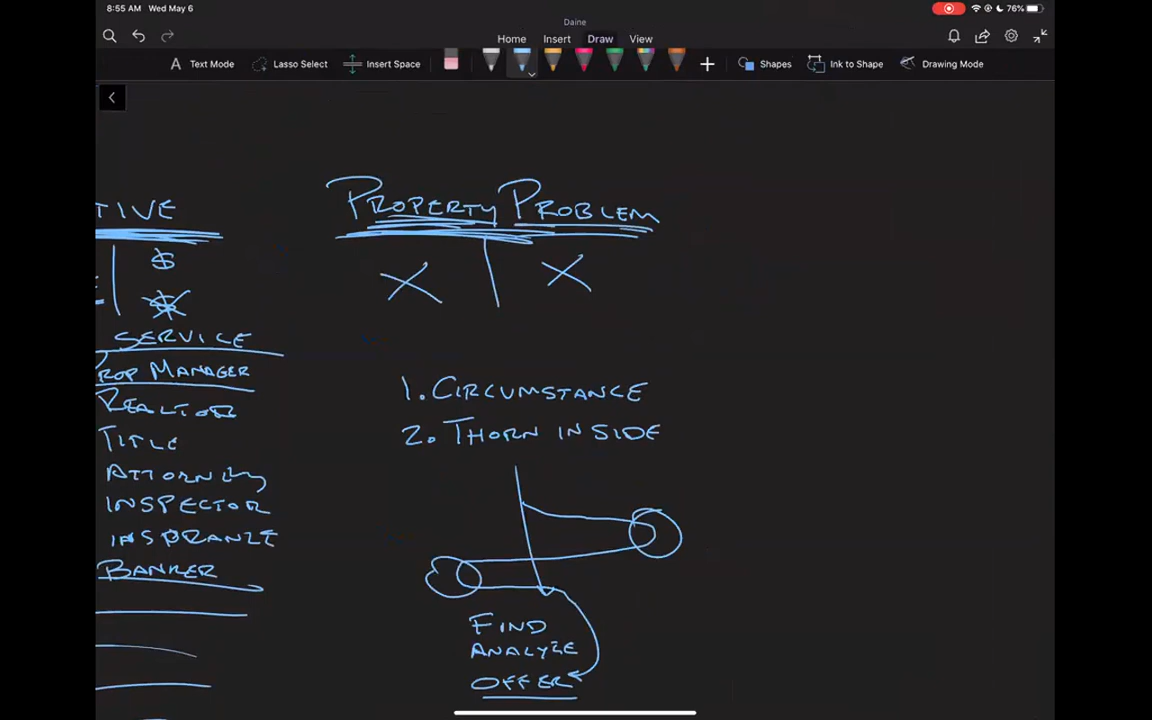 8:55 AM Wed May 6
76%
Daine
Home Insert Draw View
Text Mode Lasso Select Insert Space Shapes Ink to Shape Drawing Mode
TIVE
$
SERVICE
PROP MANAGER
REALTOR
TITLE
ATTORNEY
INSPECTOR
INSURANCE
BANKER
PROPERTY PROBLEM
X X
1. CIRCUMSTANCE
2. THORN IN SIDE
FIND
ANALYZE
OFFER